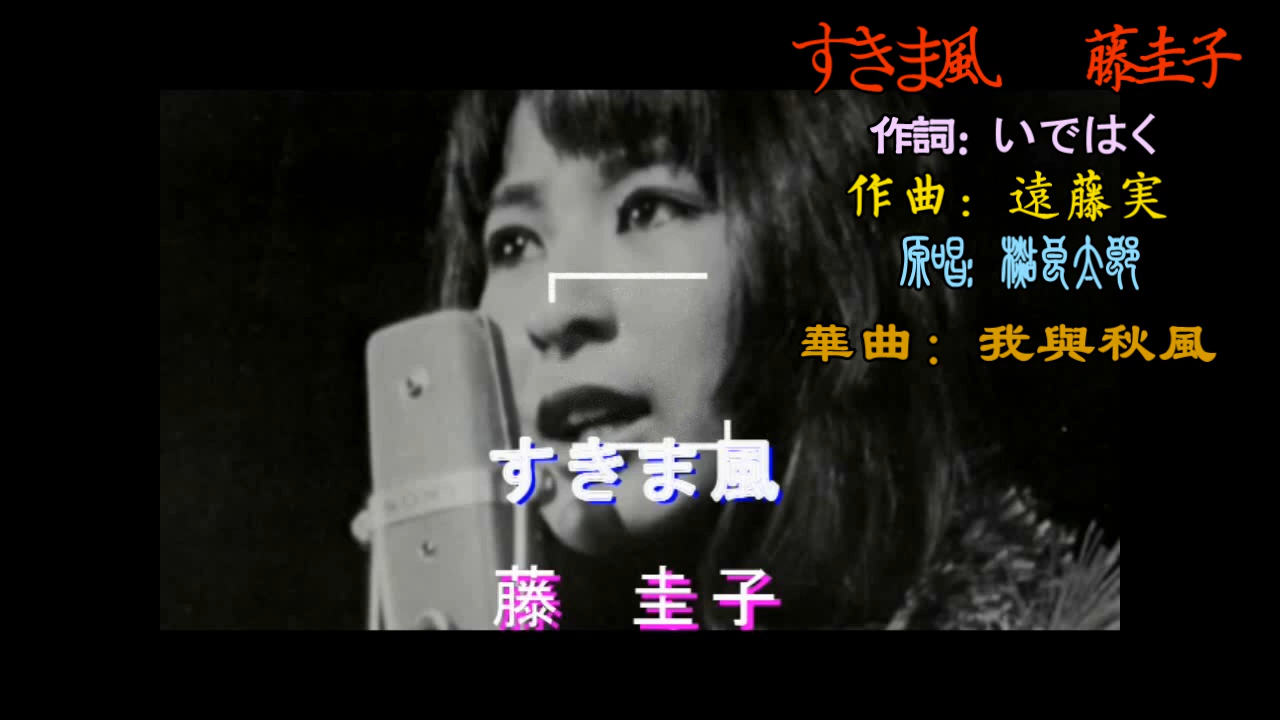 すきま風　藤圭子
作詞: いではく
作曲: 遠藤実
原唱: 杉良太郎
華曲: 我與秋風
すきま風
藤 圭子
SONY